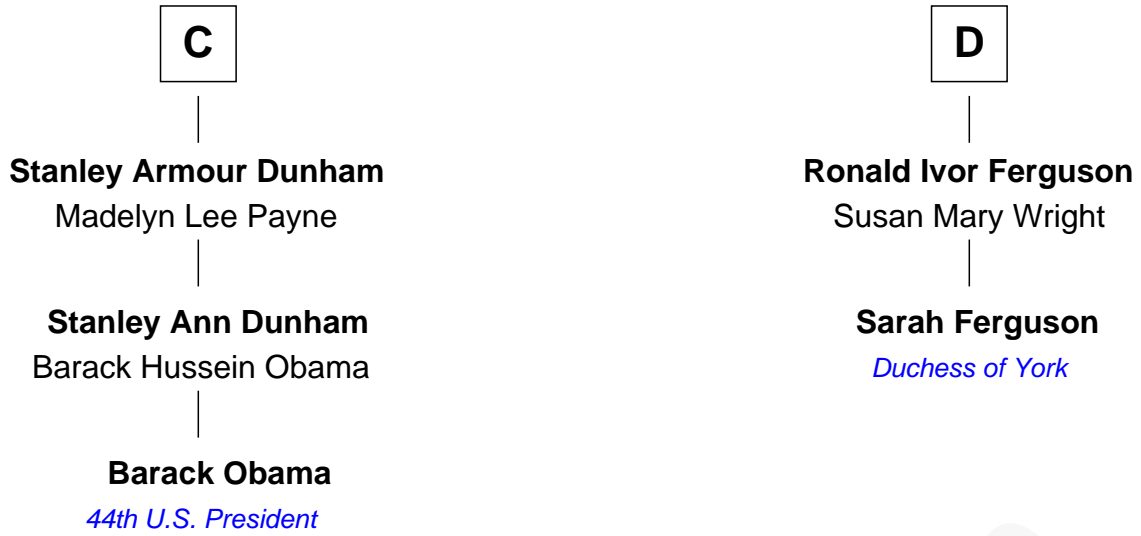 C
Stanley Armour Dunham
Madelyn Lee Payne
Stanley Ann Dunham
Barack Hussein Obama
Barack Obama
44th U.S. President
D
Ronald Ivor Ferguson
Susan Mary Wright
Sarah Ferguson
Duchess of York